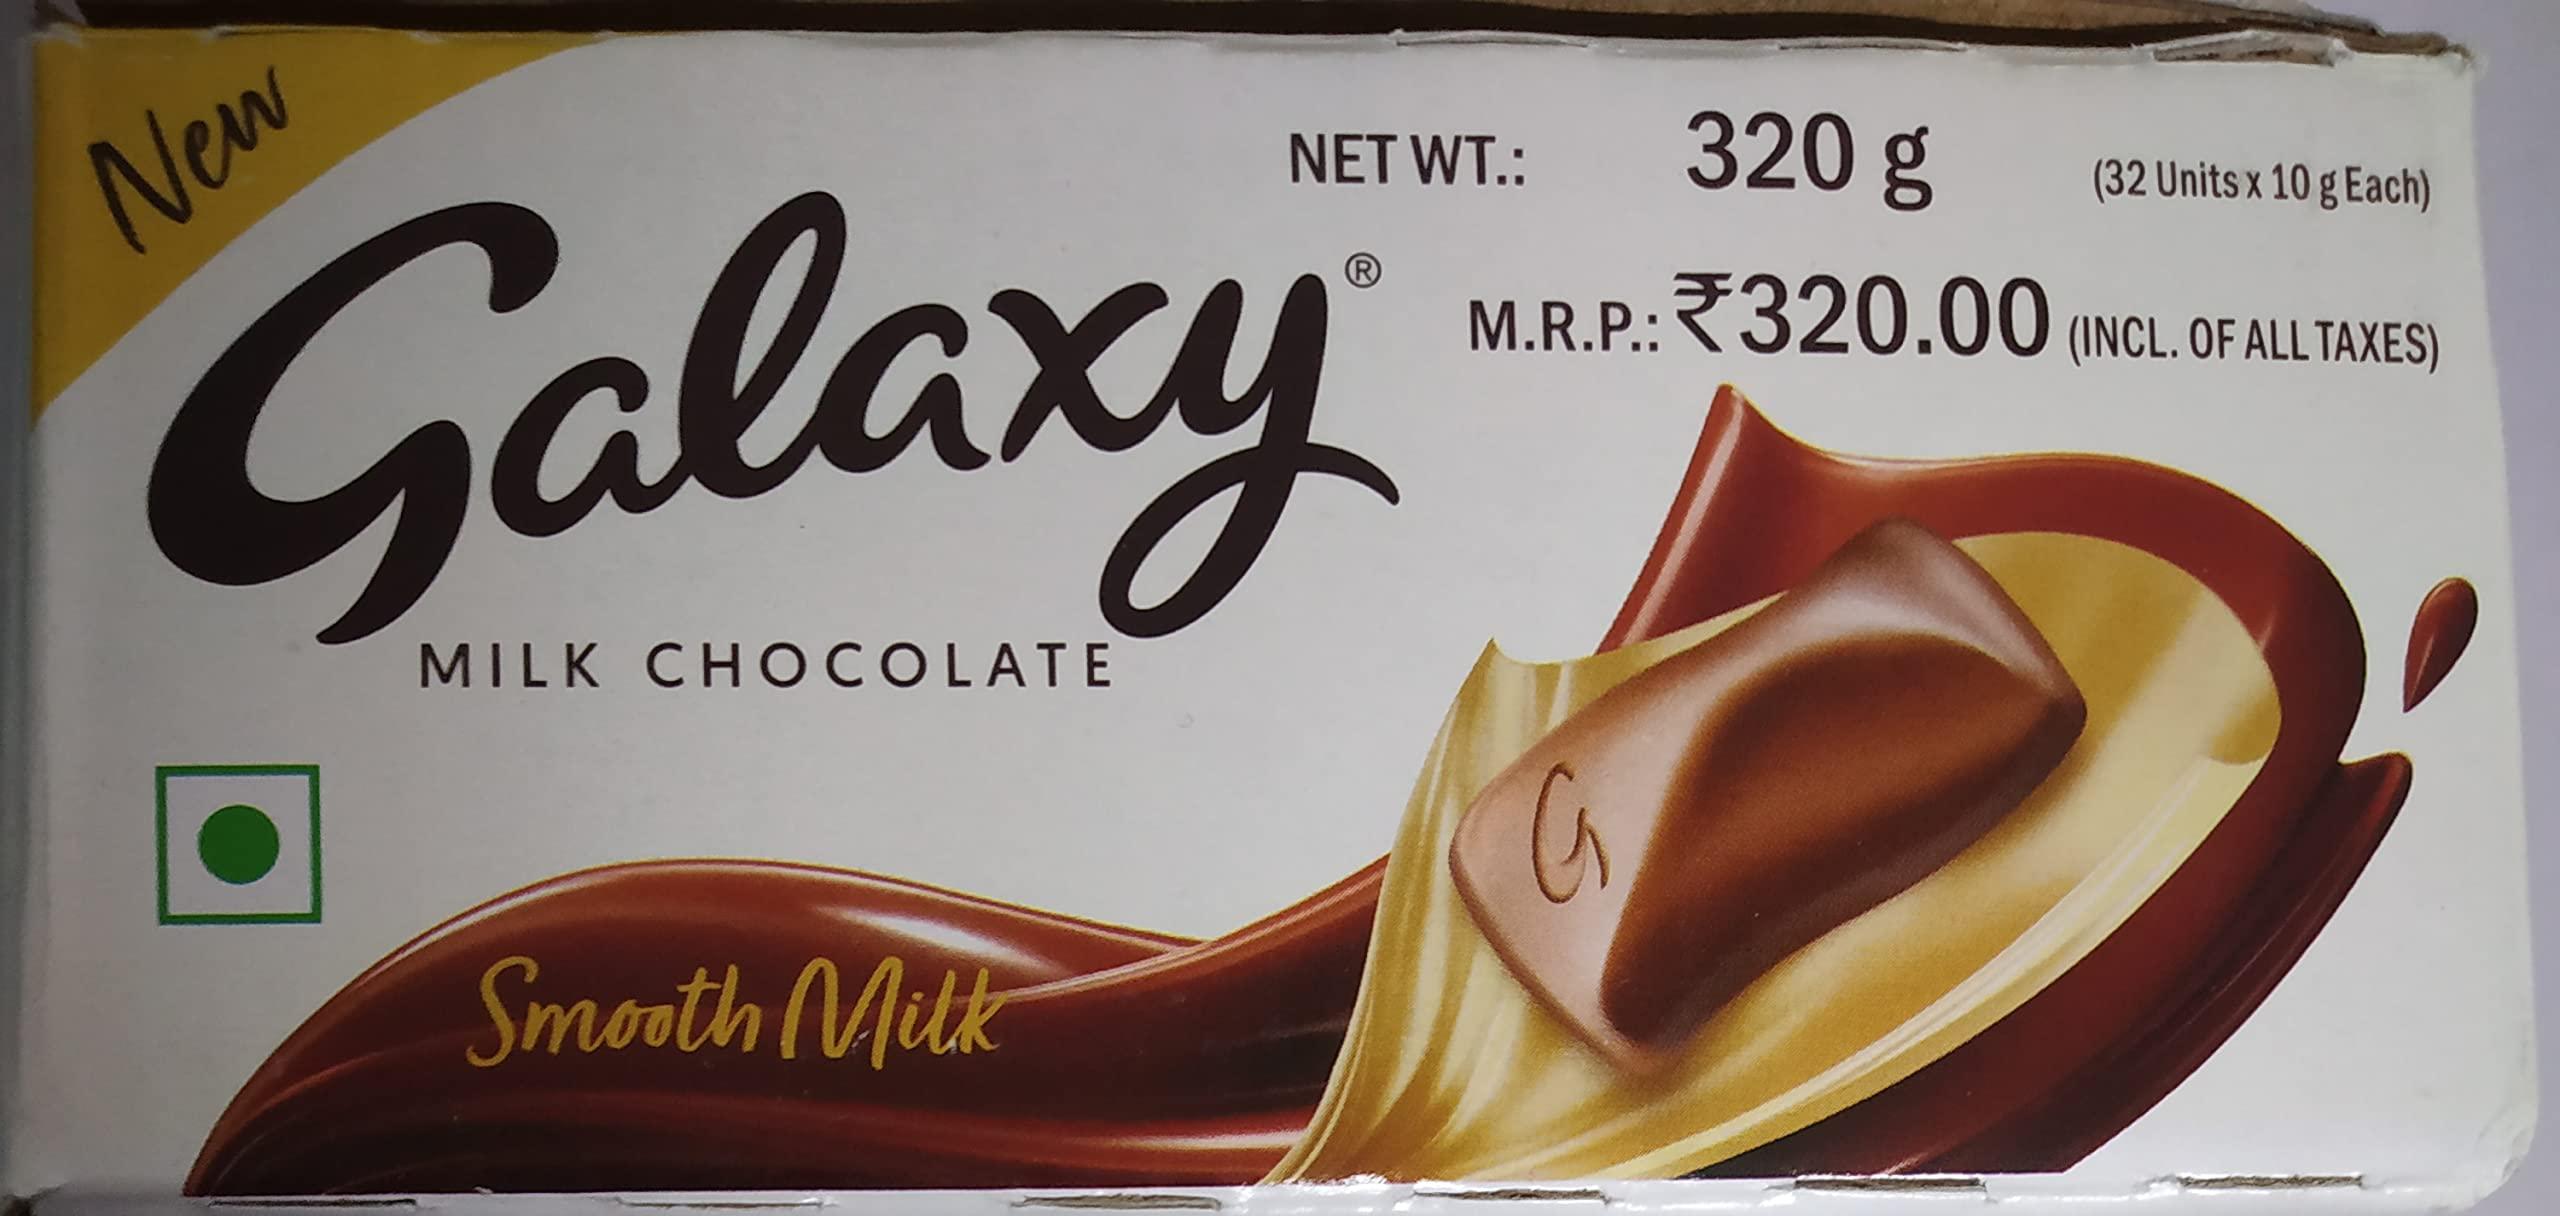 New
NET WT.: 320 g (32 Units x 10 g Each)
Galaxy®
M.R.P.: ₹320.00 (INCL. OF ALL TAXES)
MILK CHOCOLATE
G
Smooth Milk